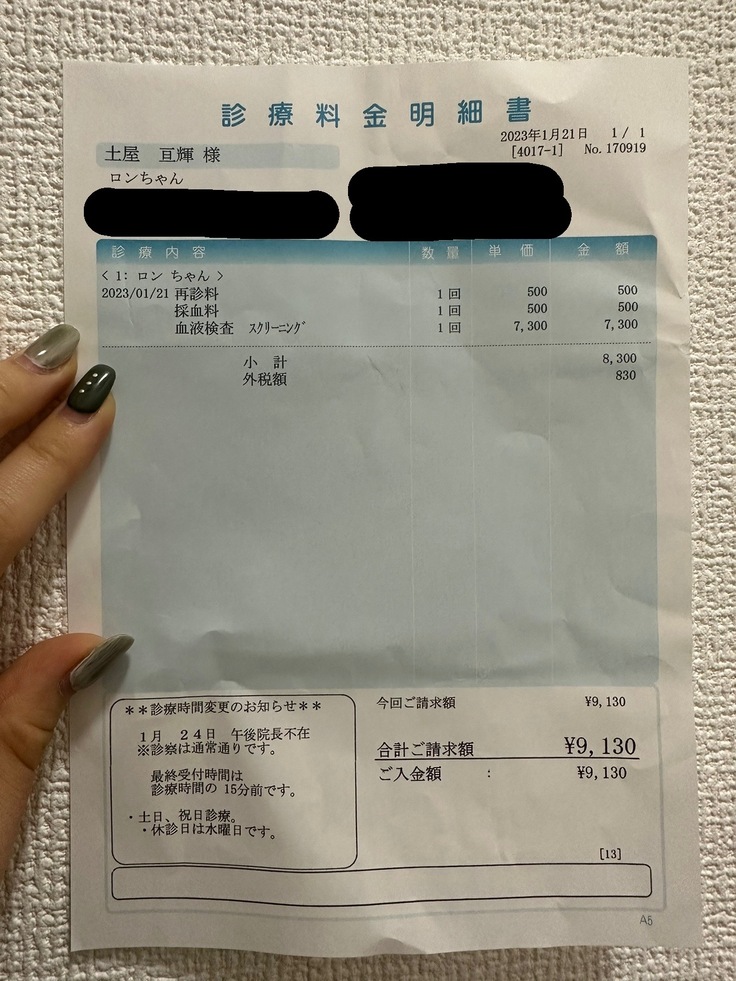 診療料金明細書
2023年1月21日 1/1
土屋 亘輝 様
[4017-1] No.170919
ロンちゃん
診療内容 数量 単価 金額
<1:ロン ちゃん>
2023/01/21 再診料 1回 500 500
採血料 1回 500 500
血液検査 スクリーニング 1回 7,300 7,300
小 計 8,300
外税額 830
**診療時間変更のお知らせ**
1月 24日 午後院長不在
※診察は通常通りです。
最終受付時間は
診療時間の 15分前です。
・土日、祝日診療。
・休診日は水曜日です。
今回ご請求額 ¥9,130
合計ご請求額 ¥9,130
ご入金額 : ¥9,130
[13]
A5